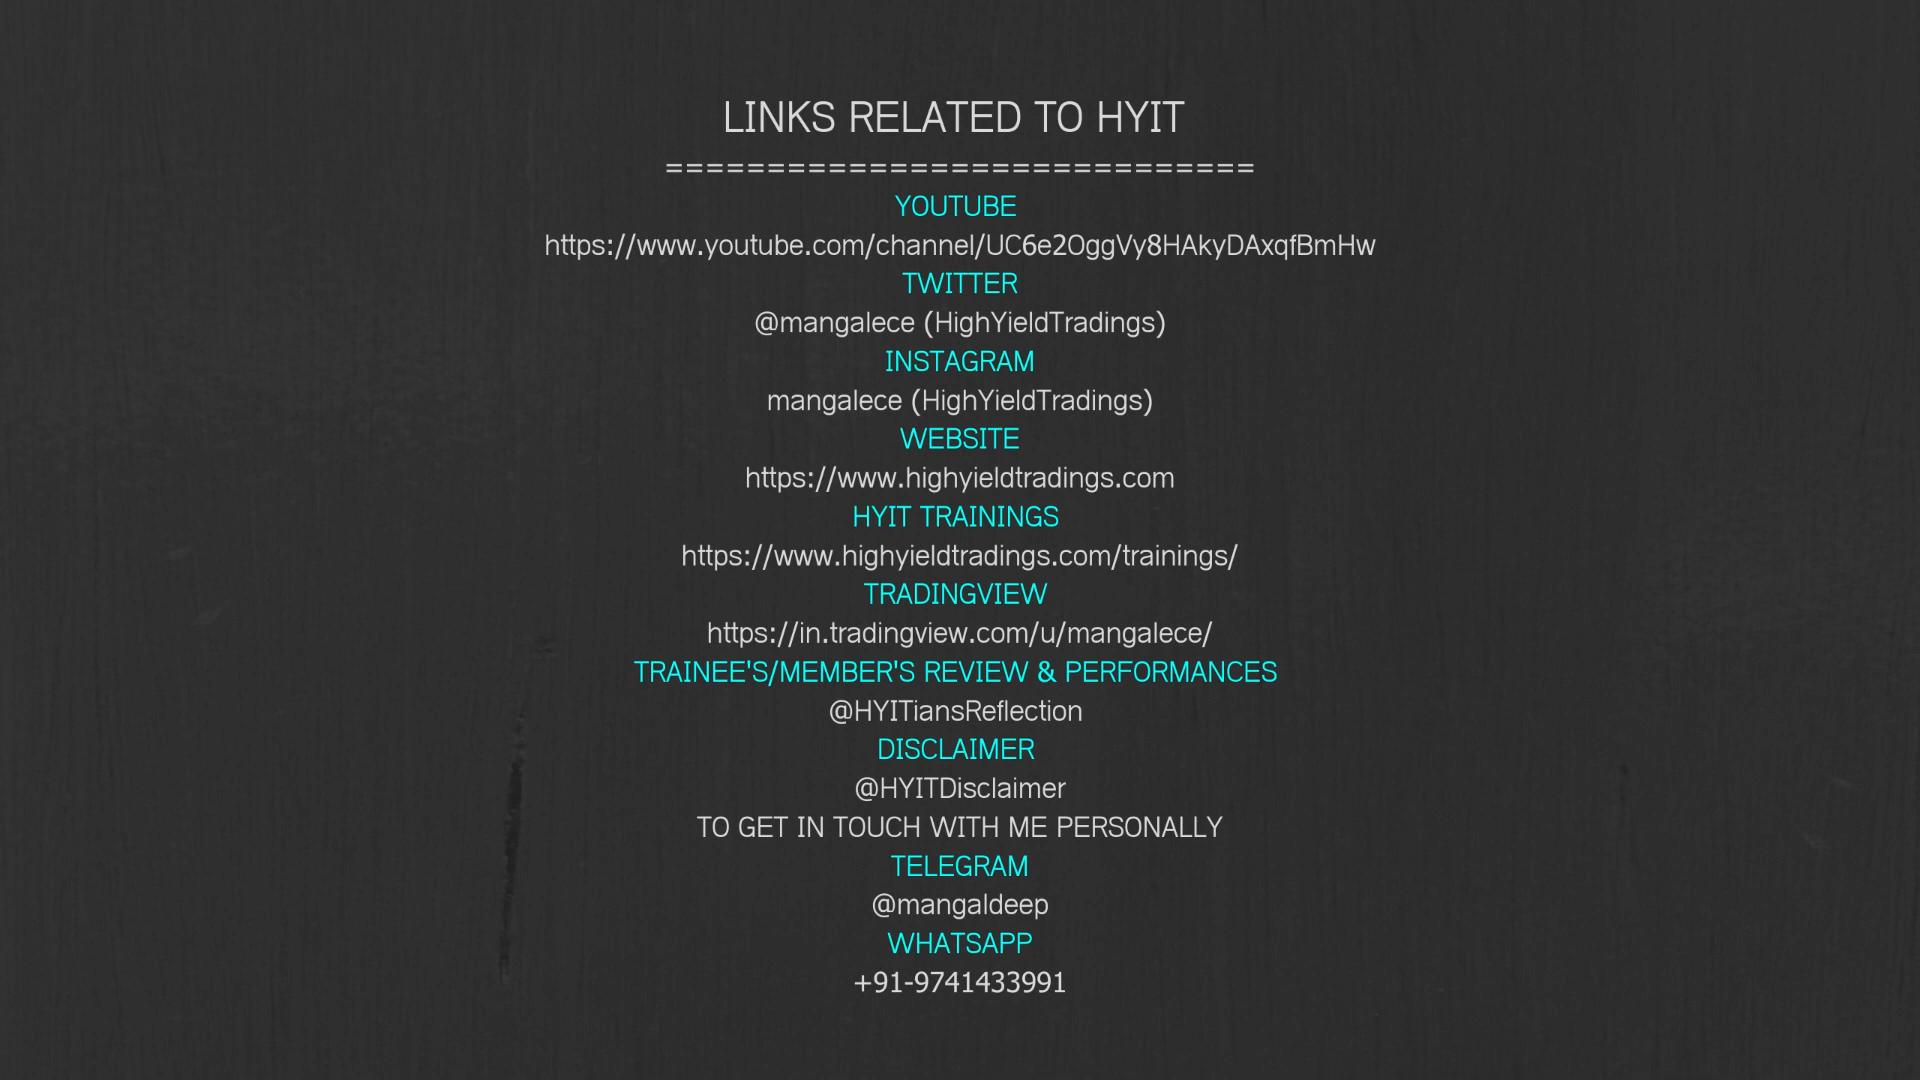 LINKS RELATED TO HYIT
=============================
YOUTUBE
https://www.youtube.com/channel/UC6e2OggVy8HAkyDAxqfBmHw
TWITTER
@mangalece (HighYieldTradings)
INSTAGRAM
mangalece (HighYieldTradings)
WEBSITE
https://www.highyieldtradings.com
HYIT TRAININGS
https://www.highyieldtradings.com/trainings/
TRADINGVIEW
https://in.tradingview.com/u/mangalece/
TRAINEE'S/MEMBER'S REVIEW & PERFORMANCES
@HYITiansReflection
DISCLAIMER
@HYITDisclaimer
TO GET IN TOUCH WITH ME PERSONALLY
TELEGRAM
@mangaldeep
WHATSAPP
+91-9741433991